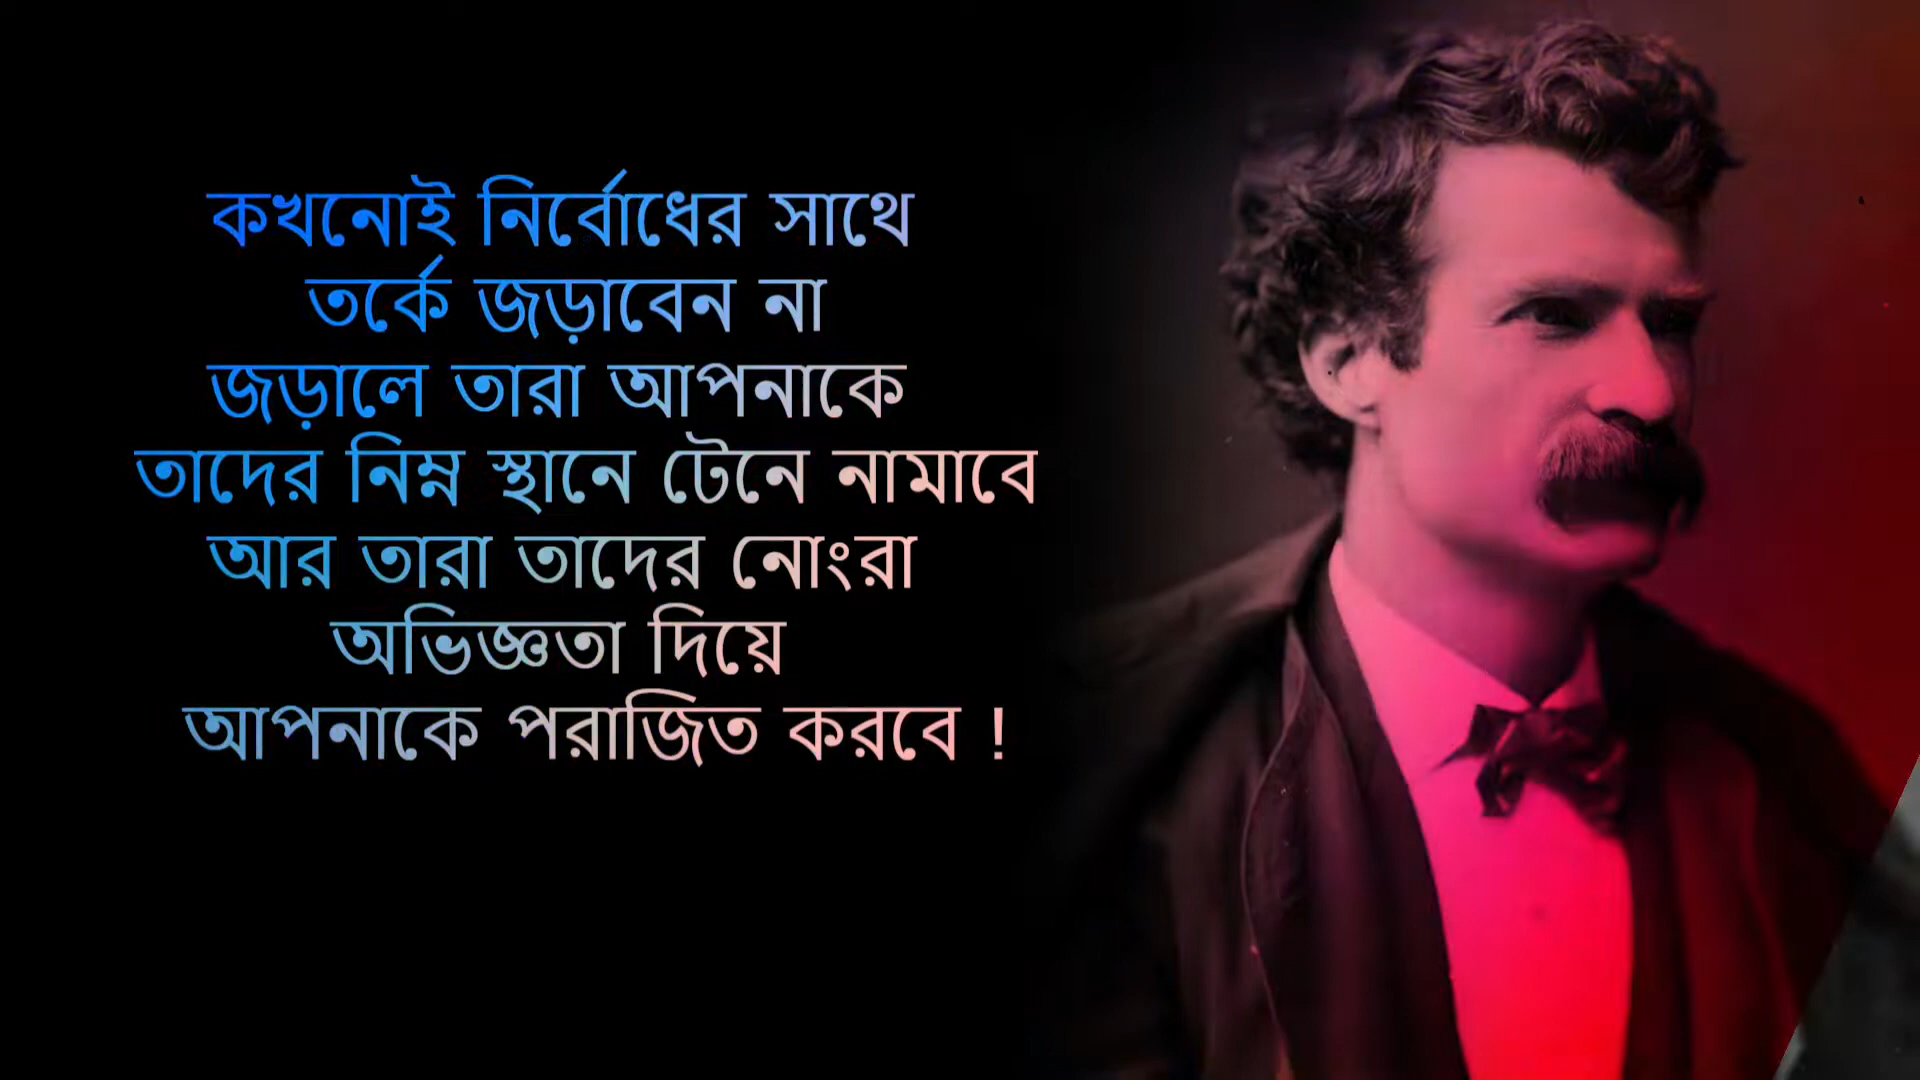 কখনোই নির্বোধের সাথে
তর্কে জড়াবেন না
জড়ালে তারা আপনাকে
তাদের নিম্ন স্থানে টেনে নামাবে
আর তারা তাদের নোংরা
অভিজ্ঞতা দিয়ে
আপনাকে পরাজিত করবে !